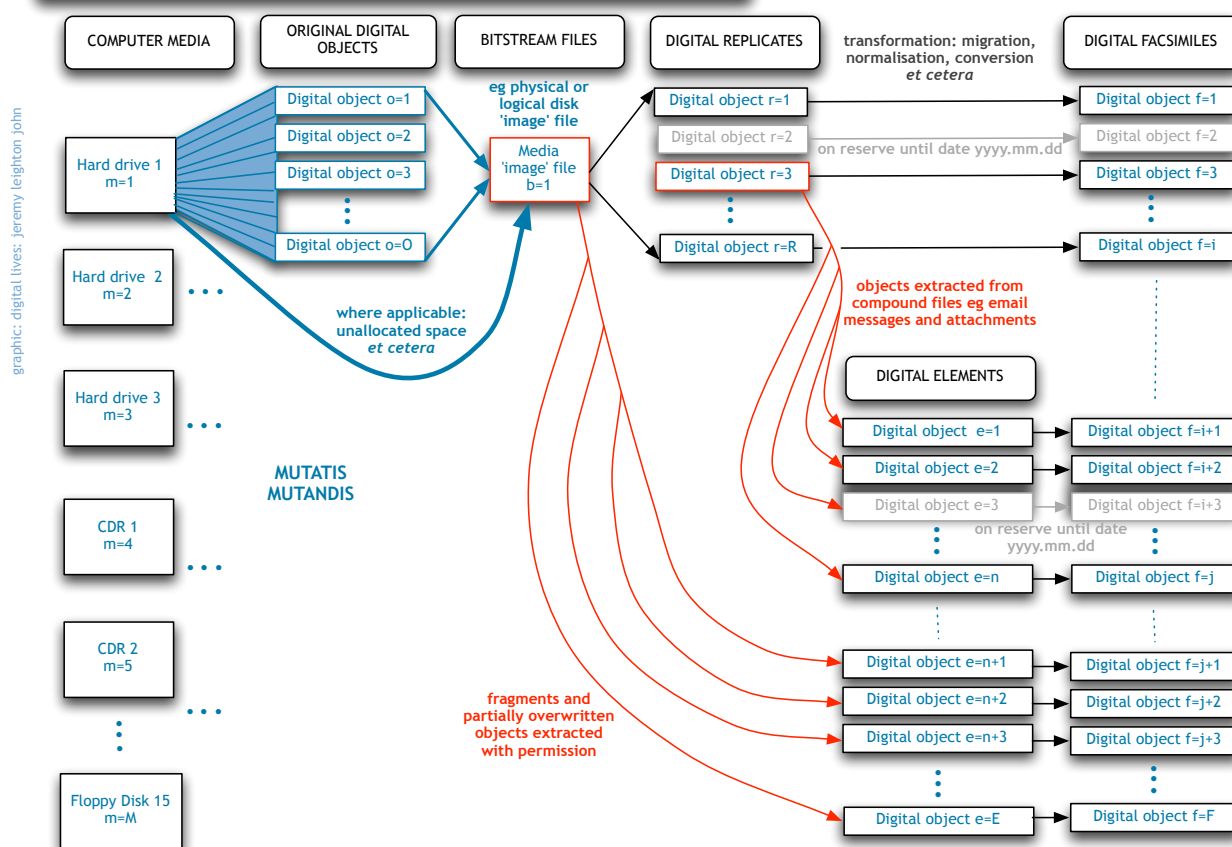 COMPUTER MEDIA
ORIGINAL DIGITAL
OBJECTS
BITSTREAM FILES
DIGITAL REPLICATES
transformation: migration,
normalisation, conversion
et cetera
DIGITAL FACSIMILES
graphic: digital lives: jeremy leighton john
Hard drive 1
m=1
Hard drive 2
m=2
Hard drive 3
m=3
CDR 1
m=4
CDR 2
m=5
Floppy Disk 15
m=M
Digital object o=1
Digital object o=2
Digital object o=3
Digital object o=O
where applicable:
unallocated space
et cetera
MUTATIS
MUTANDIS
eg physical or
logical disk
'image' file
Media
'image' file
b=1
fragments and
partially overwritten
objects extracted
with permission
Digital object r=1
Digital object r=2
Digital object r=3
Digital object r=R
on reserve until date yyyy.mm.dd
Digital object f=1
Digital object f=2
Digital object f=3
Digital object f=i
objects extracted from
compound files eg email
messages and attachments
DIGITAL ELEMENTS
Digital object e=1
Digital object f=i+1
Digital object e=2
Digital object f=i+2
Digital object e=3
Digital object f=i+3
on reserve until date
yyyy.mm.dd
Digital object e=n
Digital object f=j
Digital object e=n+1
Digital object f=j+1
Digital object e=n+2
Digital object f=j+2
Digital object e=n+3
Digital object f=j+3
Digital object e=E
Digital object f=F